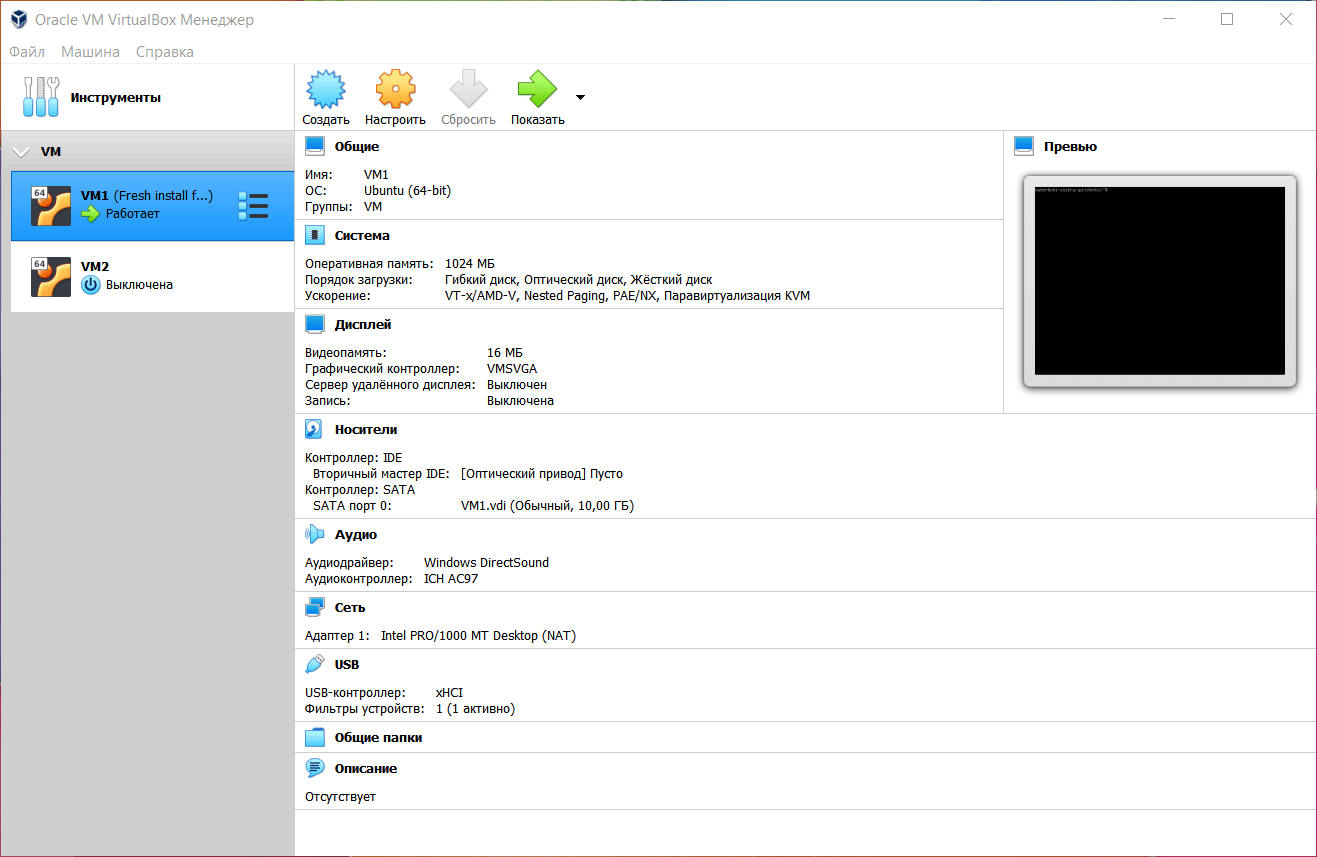 Oracle VM VirtualBox Менеджер
Файл Машина Справка
Инструменты
Создать Настроить Сбросить Показать
VM
64
VM1 (Fresh install f...)
Работает
64
VM2
Выключена
Общие
Имя: VM1
ОС: Ubuntu (64-bit)
Группы: VM
Превью
Система
Оперативная память: 1024 МБ
Порядок загрузки: Гибкий диск, Оптический диск, Жёсткий диск
Ускорение: VT-x/AMD-V, Nested Paging, PAE/NX, Паравиртуализация KVM
Дисплей
Видеопамять: 16 МБ
Графический контроллер: VMSVGA
Сервер удалённого дисплея: Выключен
Запись: Выключена
Носители
Контроллер: IDE
Вторичный мастер IDE: [Оптический привод] Пусто
Контроллер: SATA
SATA порт 0: VM1.vdi (Обычный, 10,00 ГБ)
Аудио
Аудиодрайвер: Windows DirectSound
Аудиоконтроллер: ICH AC97
Сеть
Адаптер 1: Intel PRO/1000 MT Desktop (NAT)
USB
USB-контроллер: xHCI
Фильтры устройств: 1 (1 активно)
Общие папки
Описание
Отсутствует